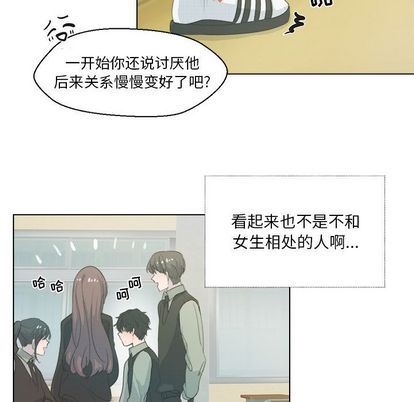 啪
一开始你还说讨厌他
后来关系慢慢变好了吧?
看起来也不是不和
女生相处的人啊...
哈哈
呵呵